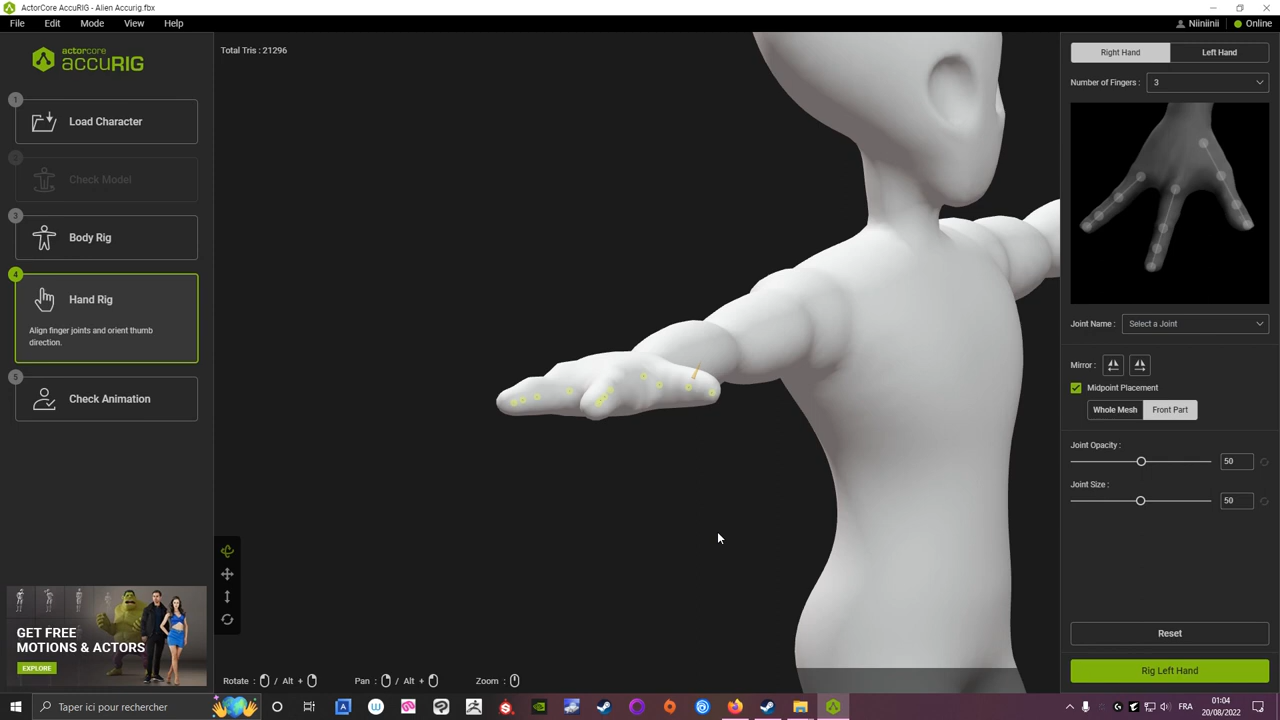 ActorCore AccuRIG - Alien Accurig.fbx
File Edit Mode View Help
Niiniinii Online
actorcore
accuRIG
Total Tris : 21296
Right Hand Left Hand
Number of Fingers : 3
1
Load Character
2
Check Model
3
Body Rig
4
Hand Rig
Align finger joints and orient thumb
direction.
5
Check Animation
Joint Name : Select a Joint
Mirror :
Midpoint Placement
Whole Mesh Front Part
Joint Opacity :
50
Joint Size :
50
GET FREE
MOTIONS & ACTORS
EXPLORE
Reset
Rig Left Hand
Rotate : / Alt + Pan : / Alt + Zoom :
Taper ici pour rechercher
FRA
01:04
20/08/2022